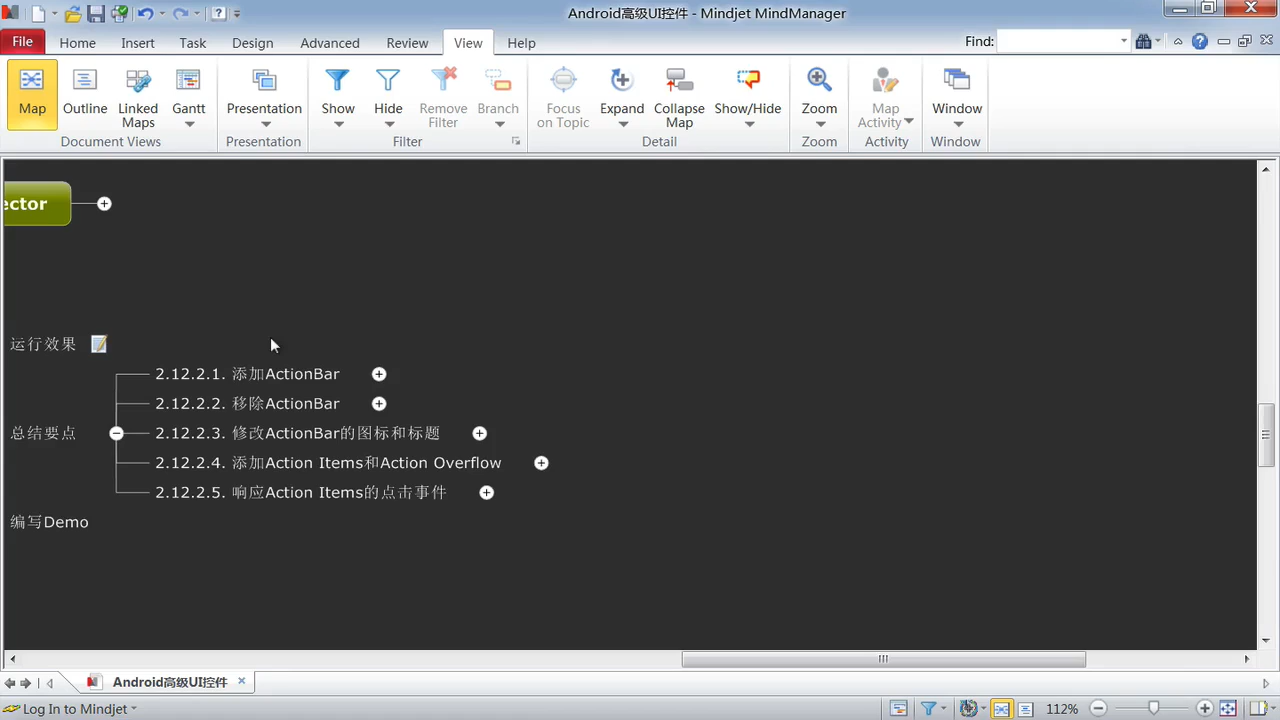 Android高级UI控件 - Mindjet MindManager
File Home Insert Task Design Advanced Review View Help Find:
Map Outline Linked Maps Gantt Presentation Show Hide Remove Filter Branch Focus on Topic Expand Collapse Map Show/Hide Zoom Map Activity Window
Document Views Presentation Filter Detail Zoom Activity Window
ector
运行效果
2.12.2.1. 添加ActionBar
2.12.2.2. 移除ActionBar
总结要点 2.12.2.3. 修改ActionBar的图标和标题
2.12.2.4. 添加Action Items和Action Overflow
2.12.2.5. 响应Action Items的点击事件
编写Demo
Android高级UI控件
Log In to Mindjet 112%